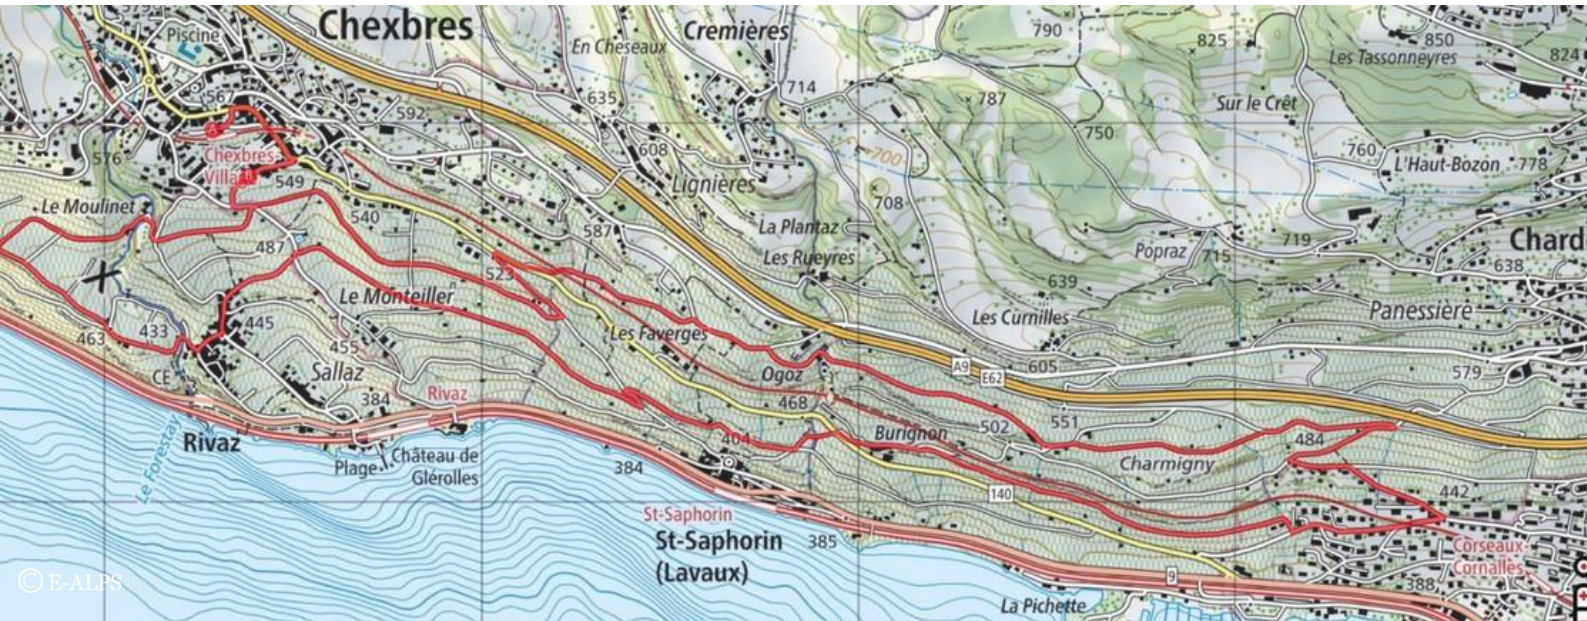 Chexbres
Piscine
En Cheseaux
Cremières
790
825
850
Les Tassonneyres
824
567
592
635
714
787
Sur le Crêt
750
576
608
700
760
L'Haut-Bozon
778
A
Chexbres-
Villa
B
549
Lignières
708
Le Moulinet
540
587
La Plantaz
719
Chard
487
523
Les Rueyres
Popraz
715
638
Le Monteiller
639
Panessière
463
433
445
455
Les Faverges
Les Curnilles
Sallaz
Ogoz
A9
E62
605
579
CE
384
Rivaz
468
502
551
Rivaz
404
Burignon
484
Plage
Château de
Glérolles
384
Charmigny
Le Forestay
140
442
St-Saphorin
St-Saphorin
(Lavaux)
385
Corseaux-
Cornalles
9
388
© E-ALPS
La Pichette